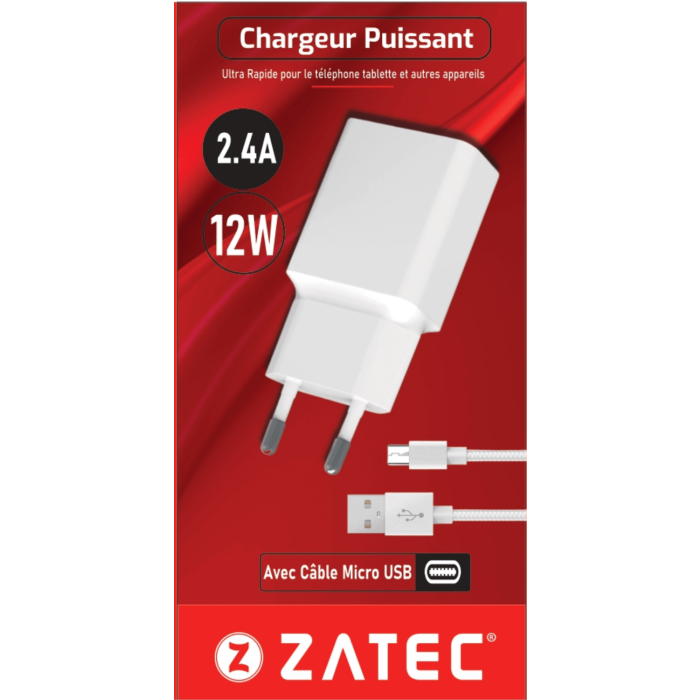 Chargeur Puissant
Ultra Rapide pour le téléphone tablette et autres appareils
2.4A
12W
Avec Câble Micro USB
Z ZATEC®